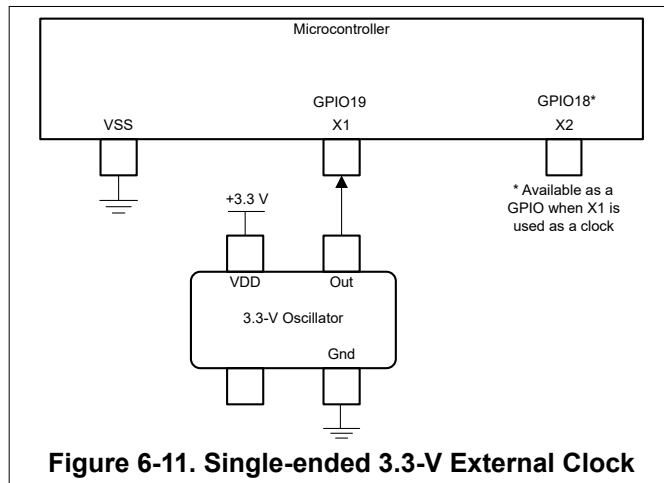 Microcontroller
GPIO19
GPIO18*
VSS
X1
X2
* Available as a
GPIO when X1 is
used as a clock
+3.3 V
VDD
Out
3.3-V Oscillator
Gnd
Figure 6-11. Single-ended 3.3-V External Clock